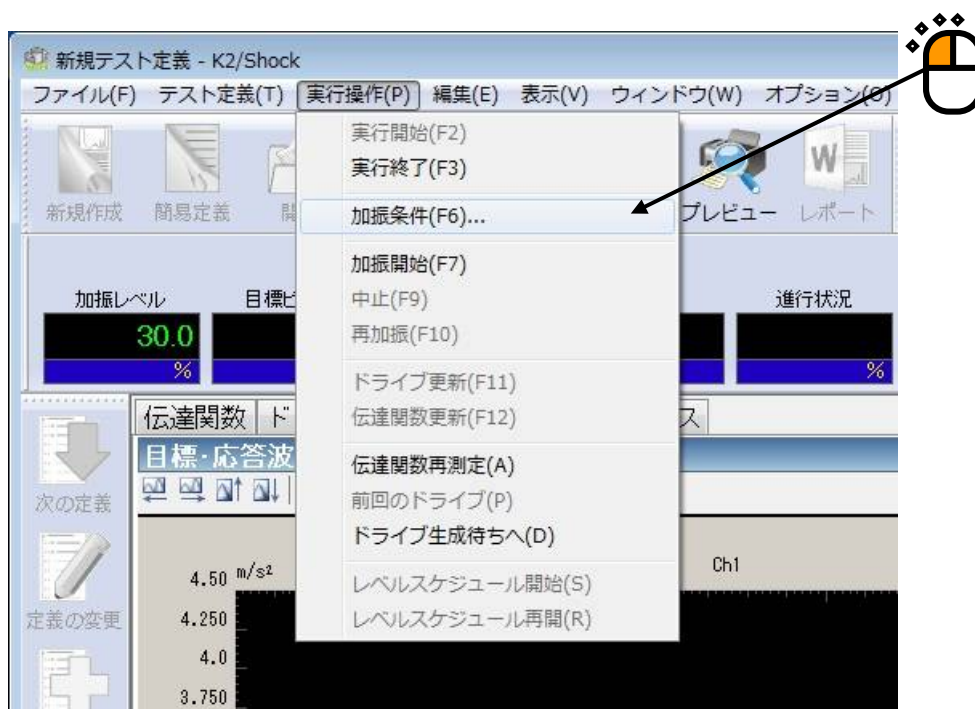 新規テスト定義 - K2/Shock
ファイル(F) テスト定義(T) 実行操作(P) 編集(E) 表示(V) ウィンドウ(W) オプション(O)
新規作成 簡易定義 開
プレビュー レポート
実行開始(F2)
実行終了(F3)
加振条件(F6)...
加振開始(F7)
中止(F9)
再加振(F10)
ドライブ更新(F11)
伝達関数更新(F12)
伝達関数再測定(A)
前回のドライブ(P)
ドライブ生成待ちへ(D)
レベルスケジュール開始(S)
レベルスケジュール再開(R)
加振レベル 目標ピ 進行状況
30.0
% %
伝達関数 ド ス
目標・応答波
次の定義
定義の変更
Ch1
4.50 m/s²
4.250
4.0
3.750